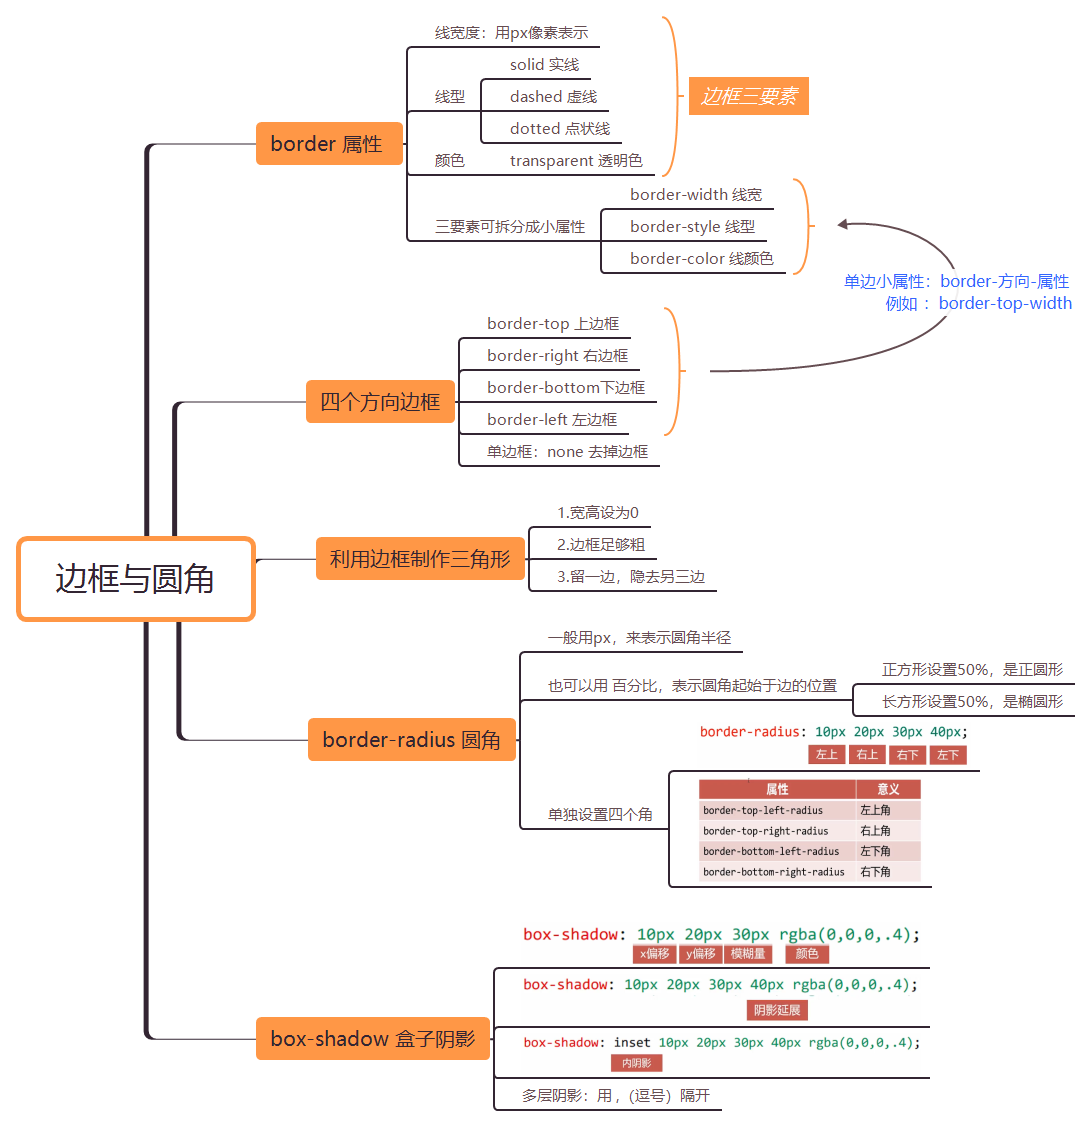 边框与圆角
border 属性
线宽度：用px像素表示
线型
solid 实线
dashed 虚线
dotted 点状线
颜色
transparent 透明色
边框三要素
三要素可拆分成小属性
border-width 线宽
border-style 线型
border-color 线颜色
单边小属性：border-方向-属性
例如 ：border-top-width
四个方向边框
border-top 上边框
border-right 右边框
border-bottom下边框
border-left 左边框
单边框：none 去掉边框
利用边框制作三角形
1.宽高设为0
2.边框足够粗
3.留一边，隐去另三边
border-radius 圆角
一般用px，来表示圆角半径
也可以用 百分比，表示圆角起始于边的位置
正方形设置50%，是正圆形
长方形设置50%，是椭圆形
单独设置四个角
border-radius: 10px 20px 30px 40px;
左上 右上 右下 左下
属性 意义
border-top-left-radius 左上角
border-top-right-radius 右上角
border-bottom-left-radius 左下角
border-bottom-right-radius 右下角
box-shadow 盒子阴影
box-shadow: 10px 20px 30px rgba(0,0,0,.4);
x偏移 y偏移 模糊量 颜色
box-shadow: 10px 20px 30px 40px rgba(0,0,0,.4);
阴影延展
box-shadow: inset 10px 20px 30px 40px rgba(0,0,0,.4);
内阴影
多层阴影：用 ，(逗号）隔开